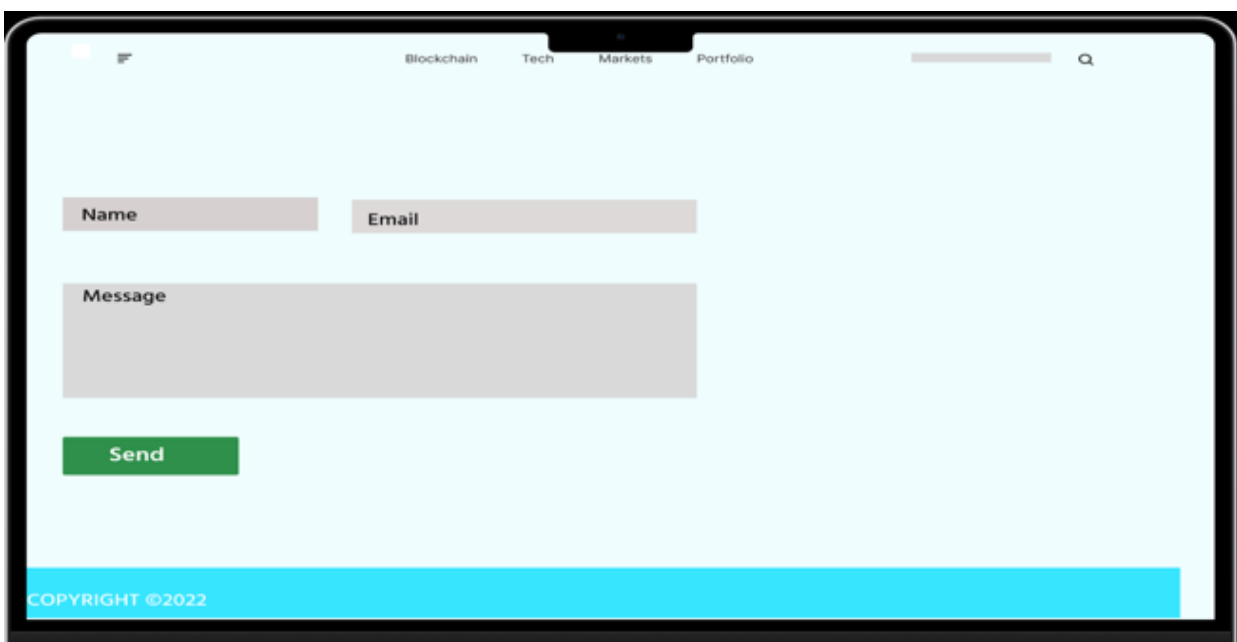 Blockchain Tech Markets Portfolio
Name Email
Message
Send
COPYRIGHT ©2022